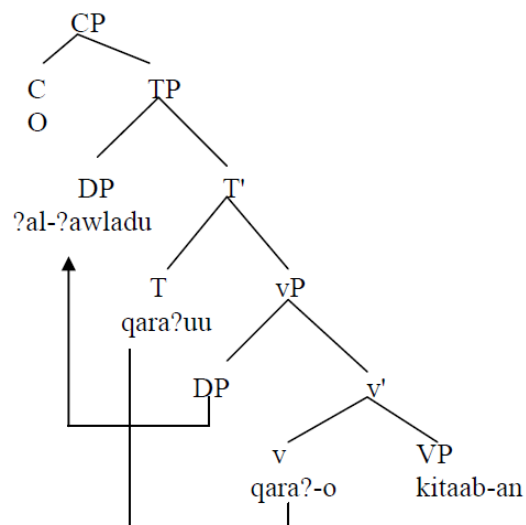 CP
C TP
O
DP T'
?al-?awladu
T vP
qara?uu
DP v'
v VP
qara?-o kitaab-an